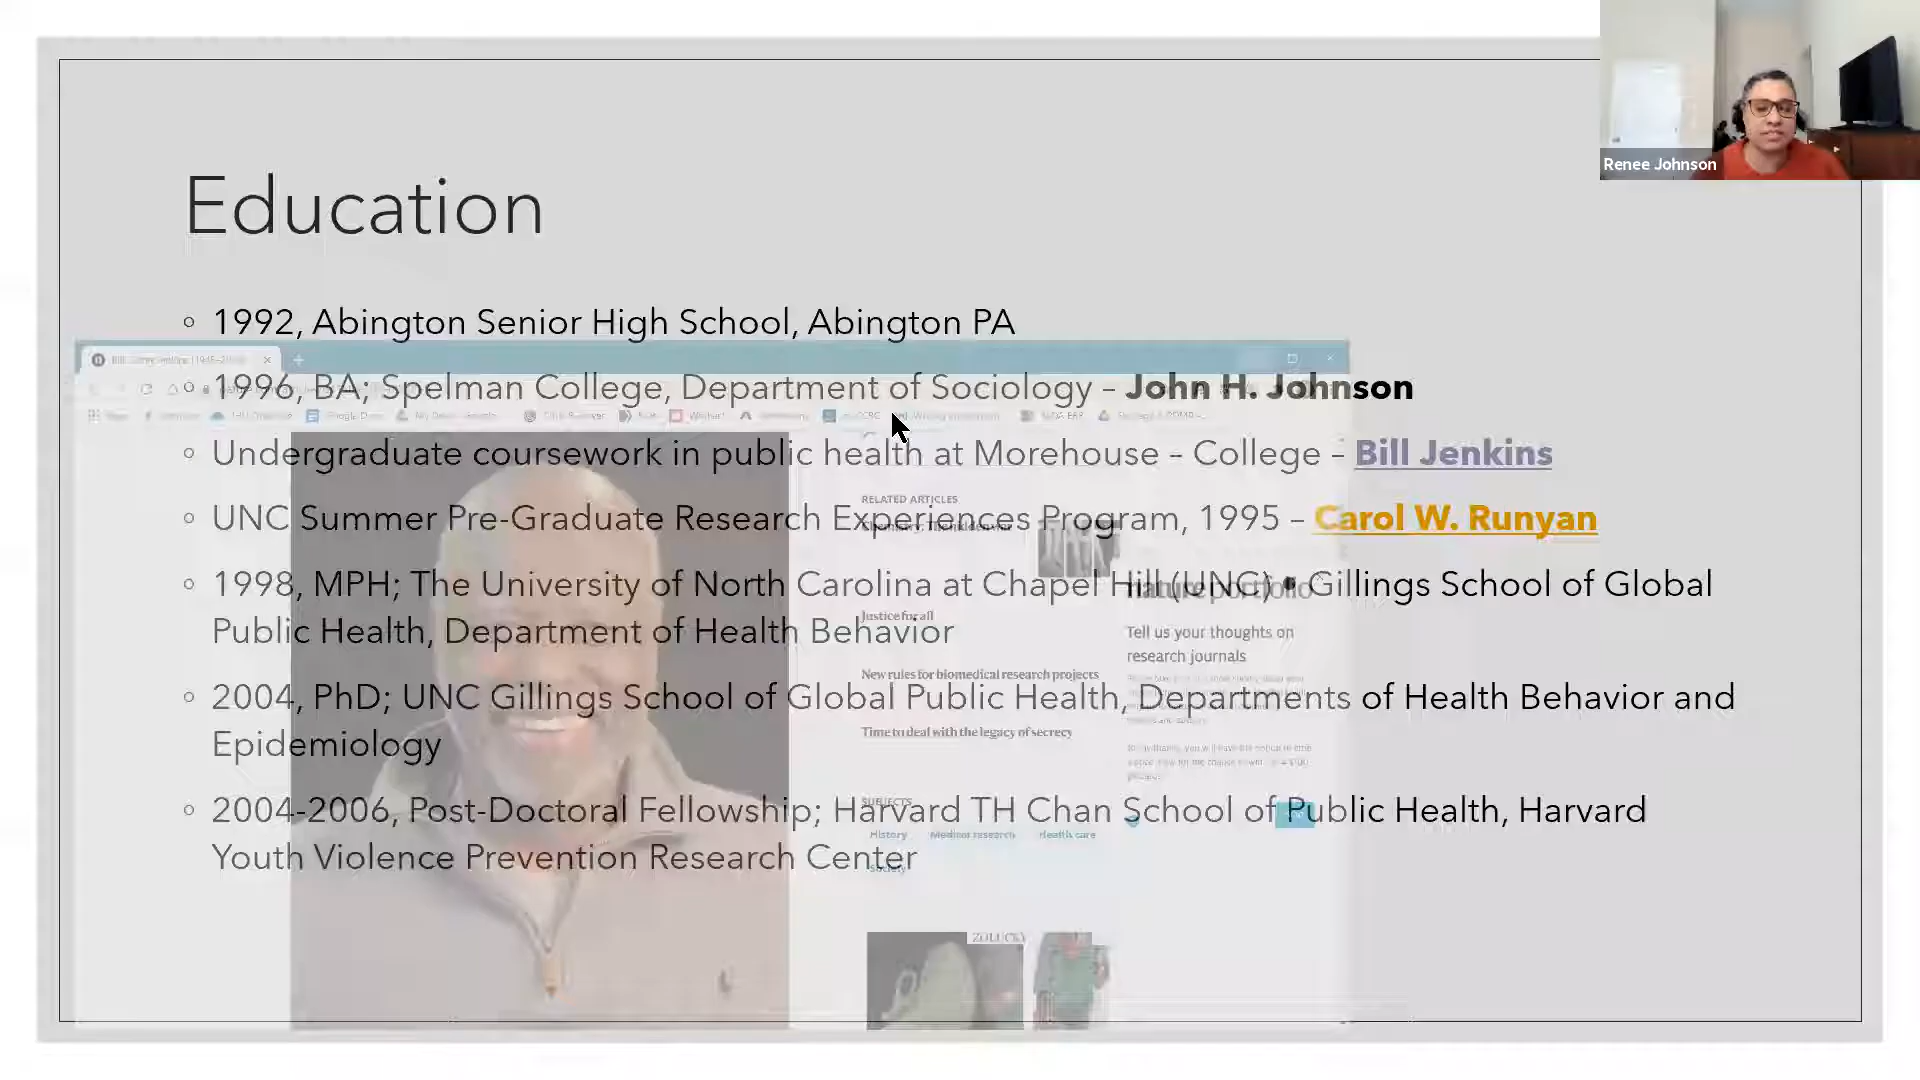 Renee Johnson
Education
1992, Abington Senior High School, Abington PA
1996, BA; Spelman College, Department of Sociology – John H. Johnson
Undergraduate coursework in public health at Morehouse – College – Bill Jenkins
UNC Summer Pre-Graduate Research Experiences Program, 1995 – Carol W. Runyan
1998, MPH; The University of North Carolina at Chapel Hill (UNC) • Gillings School of Global
Public Health, Department of Health Behavior
2004, PhD; UNC Gillings School of Global Public Health, Departments of Health Behavior and
Epidemiology
2004-2006, Post-Doctoral Fellowship; Harvard TH Chan School of Public Health, Harvard
Youth Violence Prevention Research Center
RELATED ARTICLES
Justice for all
New rules for biomedical research projects
Time to deal with the legacy of secrecy
SUBJECTS
History Medical research Health care
Society
nature portfolio
Tell us your thoughts on
research journals